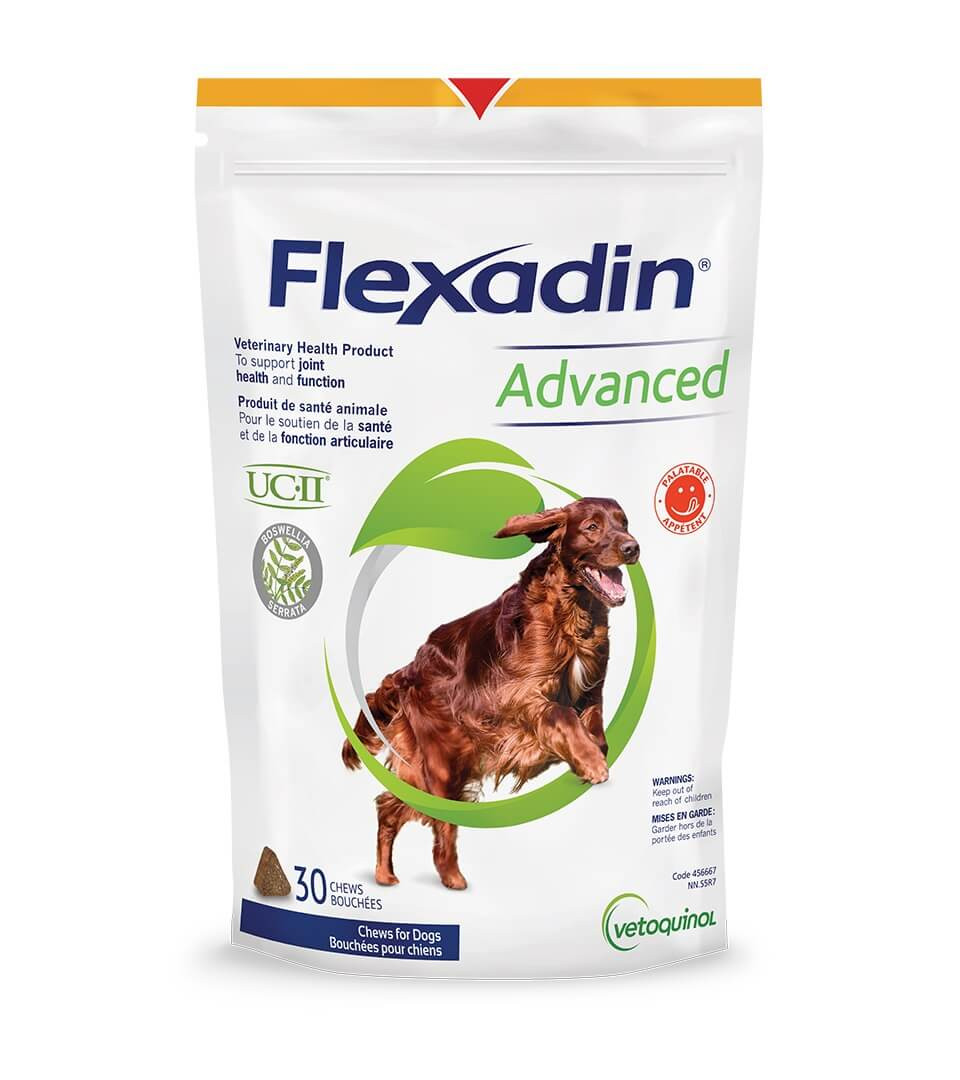 Flexadin®
Advanced
Veterinary Health Product
To support joint
health and function
Produit de santé animale
Pour le soutien de la santé
et de la fonction articulaire
UC·II®
BOSWELLIA
SERRATA
PALATABLE
APPÉTENT
WARNINGS:
Keep out of
reach of children
MISES EN GARDE:
Garder hors de la
portée des enfants
Code 456667
NN.55R7
30 CHEWS
BOUCHÉES
Chews for Dogs
Bouchées pour chiens
vetoquinol